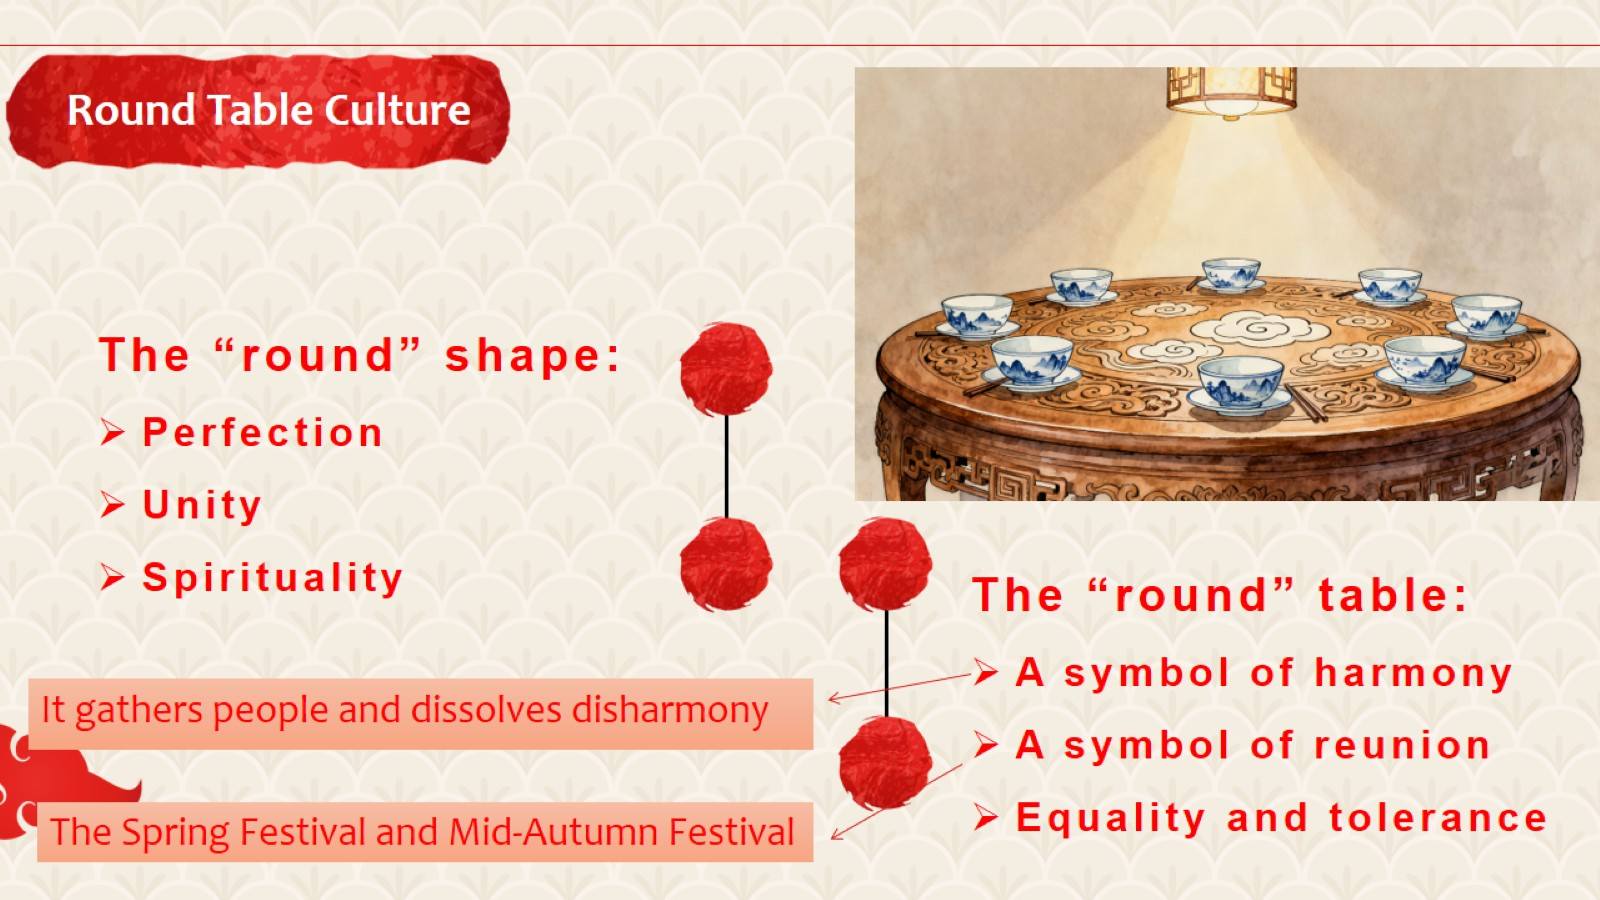 Round Table Culture
The “round” shape:
Perfection
Unity
Spirituality
The “round” table:
A symbol of harmony
A symbol of reunion
Equality and tolerance
It gathers people and dissolves disharmony
The Spring Festival and Mid-Autumn Festival